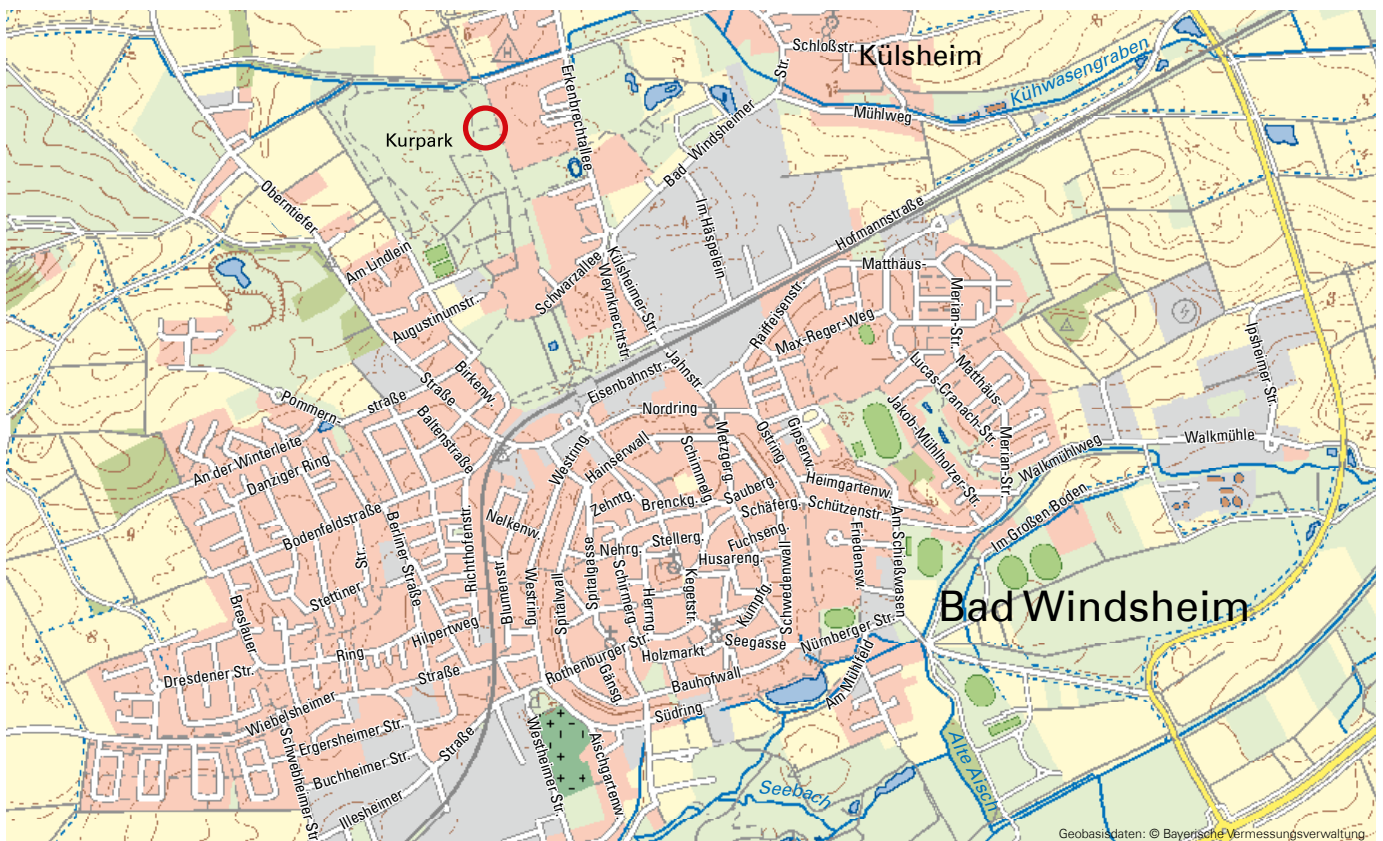 Schloßstr.
Külsheim
Kühwasengraben
Str.
Mühlweg
Erkenbrechtallee
Kurpark
Bad Windsheimer
Oberntiefer
Im Häspelein
Hofmannstraße
Am Lindlein
Schwarzallee
Külsheimer-Str.
Weynknechtstr.
Matthäus-
Merian-Str.
Augustinumstr.
Raiffeisenstr.
Max-Reger-Weg
Ipsheimer Str.
Straße
Birkenw.
Eisenbahnstr.
Jahnstr.
Lucas-Cranach-Str.
Matthäus-
Merian-Str.
Pommern-
straße
Baltenstraße
Nordring
Metzgerg.
Ostring
Gipserw.
Jakob-Mühlholzer-Str.
Walkmühlweg
Walkmühle
An der Winterleite
Danziger Ring
Westring
Hainserwall
Schimmelg.
Sauberg.
Heimgartenw.
Zehntg.
Brenckg.
Schäferg.
Schützenstr.
Im Großen Boden
Bodenfeldstraße
Berliner-Straße
Richthofenstr.
Nelkenw.
Spitalgasse
Nehrg.
Stellerg.
Fuchseng.
Husareng.
Friedensw.
Am-Schießwasen
Stettiner
Str.
Blumenstr.
Westring
Spitalwall
Schirmerg.
Herrng.
Kegetstr.
Kumpfg.
Schwedenwall
Bad Windsheim
Breslauer
Hilpertweg
Ring
Rothenburger Str.
Holzmarkt
Seegasse
Nürnberger Str.
Dresdener Str.
Straße
Wiebelsheimer
Gänsg.
Bauhofwall
Südring
Am Mühlfeld
Ergersheimer Str.
Schwebheimer Str.
Buchheimer Str.
Straße
Illesheimer
Westheimer Str.
Aischgartenw.
Seebach
Alte Aisch
Geobasisdaten: © Bayerische Vermessungsverwaltung